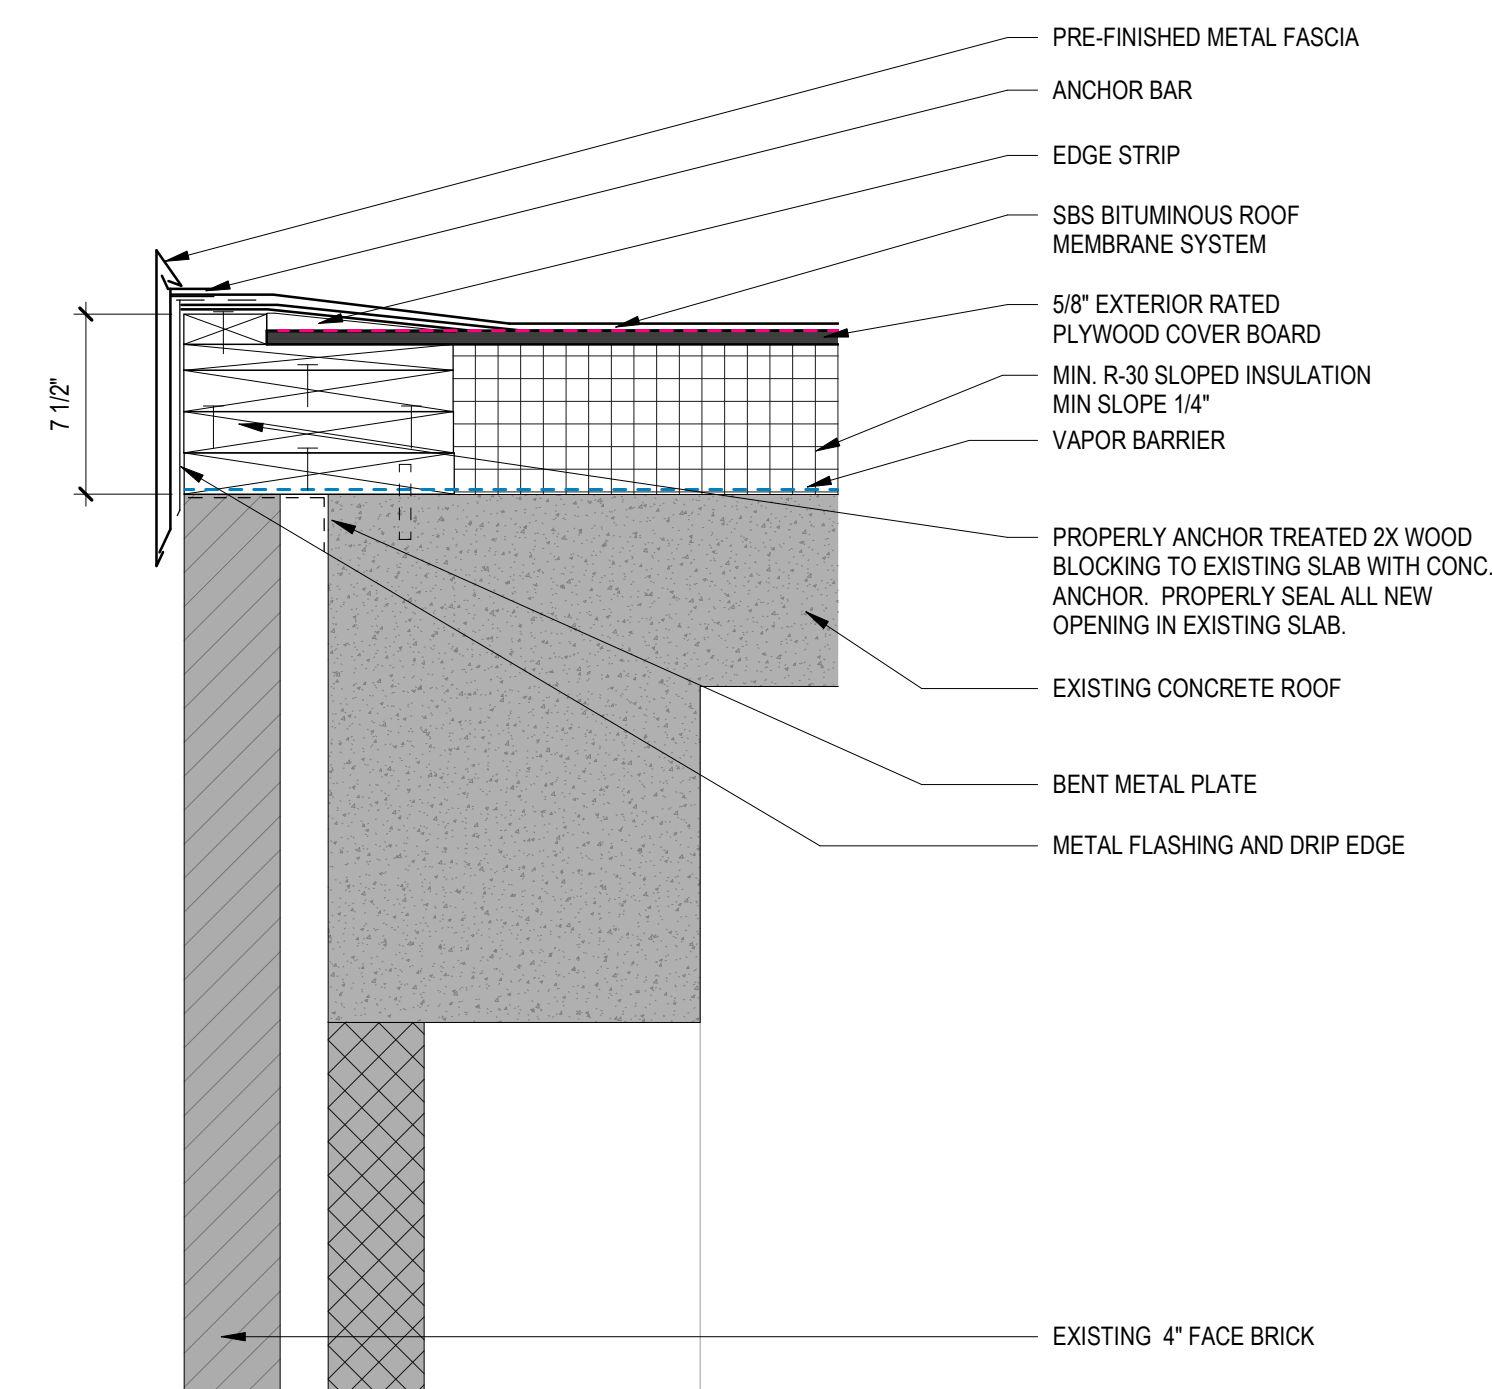 PRE-FINISHED METAL FASCIA
ANCHOR BAR
EDGE STRIP
SBS BITUMINOUS ROOF
MEMBRANE SYSTEM
5/8" EXTERIOR RATED
PLYWOOD COVER BOARD
MIN. R-30 SLOPED INSULATION
MIN SLOPE 1/4"
VAPOR BARRIER
7 1/2"
PROPERLY ANCHOR TREATED 2X WOOD
BLOCKING TO EXISTING SLAB WITH CONC.
ANCHOR. PROPERLY SEAL ALL NEW
OPENING IN EXISTING SLAB.
EXISTING CONCRETE ROOF
BENT METAL PLATE
METAL FLASHING AND DRIP EDGE
EXISTING 4" FACE BRICK